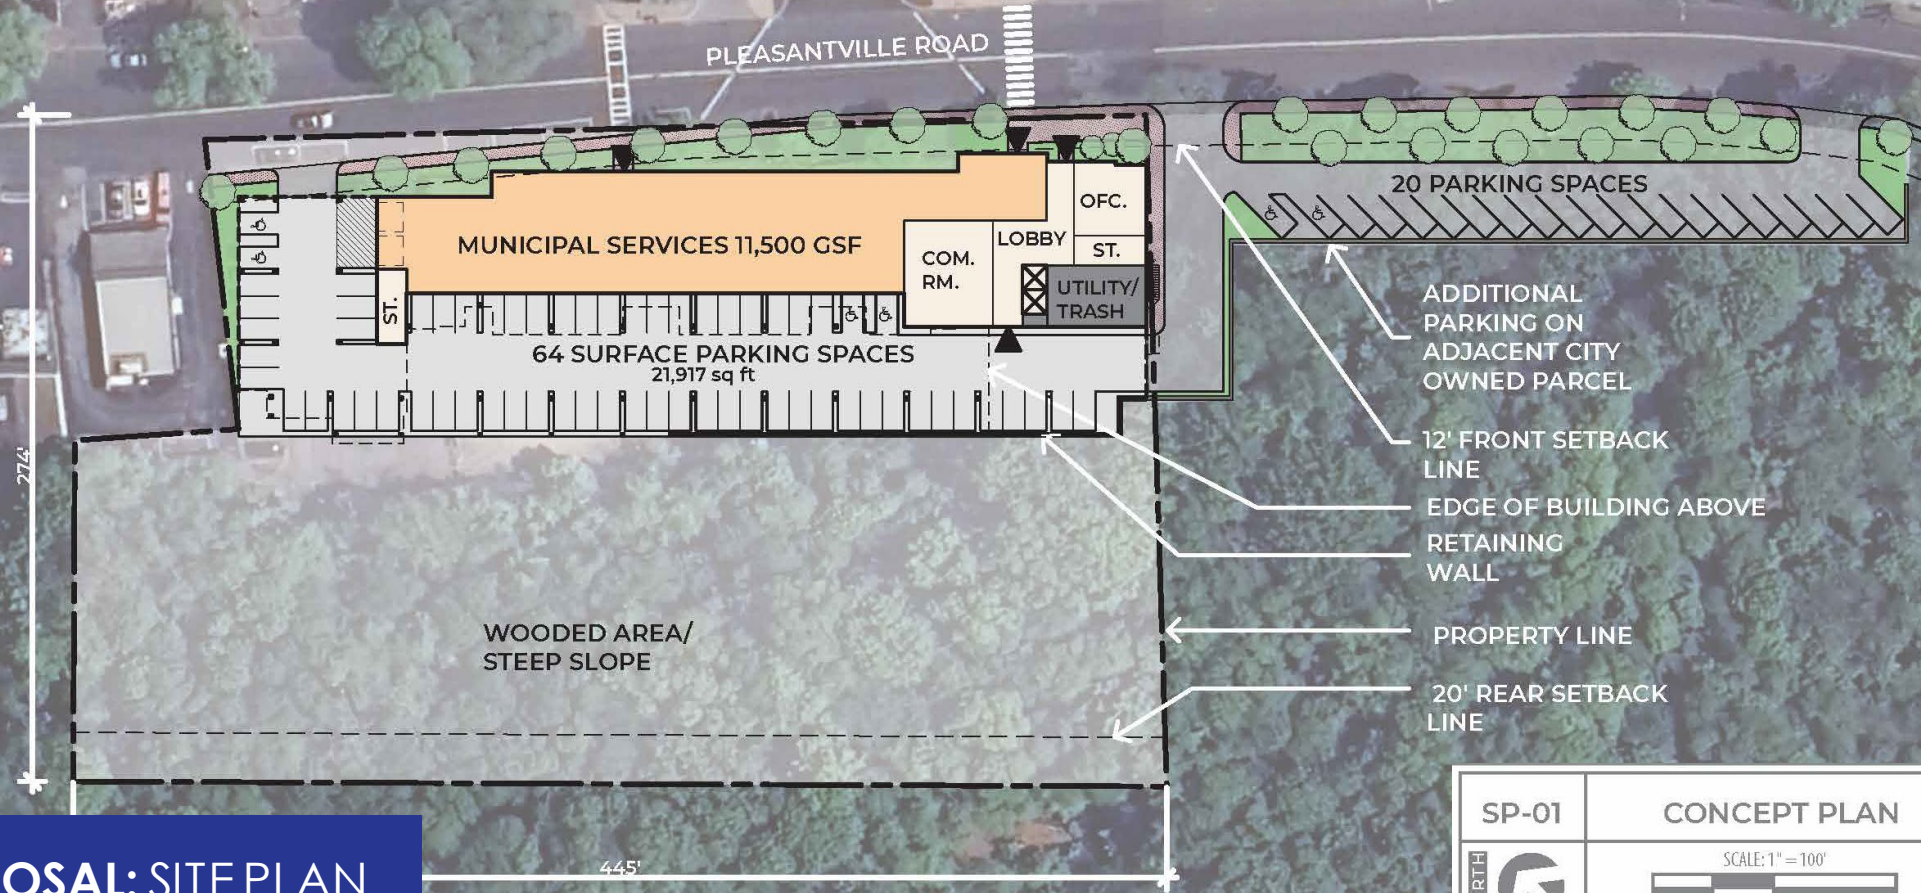 PLEASANTVILLE ROAD
20 PARKING SPACES
OFC.
MUNICIPAL SERVICES 11,500 GSF
LOBBY
COM.
RM.
ST.
UTILITY/
TRASH
ST.
64 SURFACE PARKING SPACES
21,917 sq ft
ADDITIONAL
PARKING ON
ADJACENT CITY
OWNED PARCEL
12' FRONT SETBACK
LINE
EDGE OF BUILDING ABOVE
RETAINING
WALL
PROPERTY LINE
20' REAR SETBACK
LINE
274'
WOODED AREA/
STEEP SLOPE
445'
OSAL: SITE PLAN
SP-01
CONCEPT PLAN
RTH
SCALE: 1" = 100'